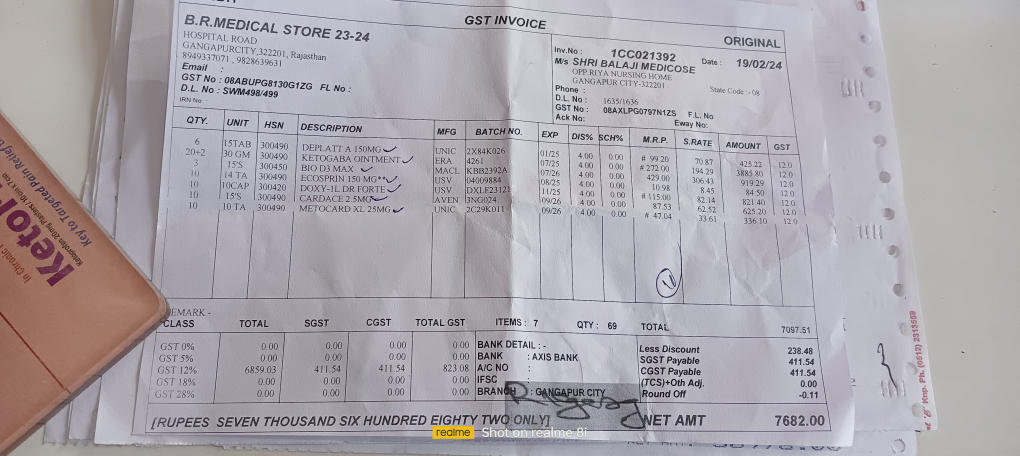 GST INVOICE
ORIGINAL
B.R.MEDICAL STORE 23-24
HOSPITAL ROAD
GANGAPURCITY,322201, Rajasthan
8949337071 ,9828639631
Email :
GST No : 08ABUPG8130G1ZG FL No :
D.L. No : SWM498/499
IRN No
Inv.No : 1CC021392 Date : 19/02/24
M/s SHRI BALAJI MEDICOSE
OPP.RIYA NURSING HOME
GANGAPUR CITY-322201
Phone : State Code :- 08
D.L. No : 1635/1636
GST No : 08AXLPG0797N1ZS F.L. No
Ack No: Eway No:
QTY. UNIT HSN DESCRIPTION MFG BATCH NO. EXP DIS% SCH% M.R.P. S.RATE AMOUNT GST
6 15TAB 300490 DEPLATT A 150MG UNIC 2X84K026 01/25 4.00 0.00 # 99.20 70.87 425.22 12.0
20+2 30 GM 300490 KETOGABA OINTMENT ERA 4261 07/25 4.00 0.00 # 272.00 194.29 3885.80 12.0
3 15'S 300450 BIO D3 MAX MACL KBB2392A 07/26 4.00 0.00 429.00 306.43 919.29 12.0
10 14 TA 300490 ECOSPRIN 150 MG** USV 04009884 08/25 4.00 0.00 10.98 8.45 84.50 12.0
10 10CAP 300420 DOXY-1L DR FORTE USV DXLF23121 11/25 4.00 0.00 # 115.00 82.14 821.40 12.0
10 15'S 300490 CARDACE 2.5MG AVEN 3NG024 09/26 4.00 0.00 87.53 62.52 625.20 12.0
10 10 TA 300490 METOCARD XL 25MG UNIC 2C29K011 09/26 4.00 0.00 # 47.04 33.61 336.10 12.0
EMARK -
CLASS TOTAL SGST CGST TOTAL GST ITEMS : 7 QTY : 69 TOTAL 7097.51
GST 0% 0.00 0.00 0.00 0.00 BANK DETAIL : - Less Discount 238.48
GST 5% 0.00 0.00 0.00 0.00 BANK : AXIS BANK SGST Payable 411.54
GST 12% 6859.03 411.54 411.54 823.08 A/C NO : CGST Payable 411.54
GST 18% 0.00 0.00 0.00 0.00 IFSC : (TCS)+Oth Adj. 0.00
GST 28% 0.00 0.00 0.00 0.00 BRANCH : GANGAPUR CITY Round Off -0.11
[RUPEES SEVEN THOUSAND SIX HUNDRED EIGHTY TWO ONLY] NET AMT 7682.00
realme Shot on realme 8i
Key to Targeted Pain Relief
Keto
In Chronic
Knp. Ph. (0512) 2313559